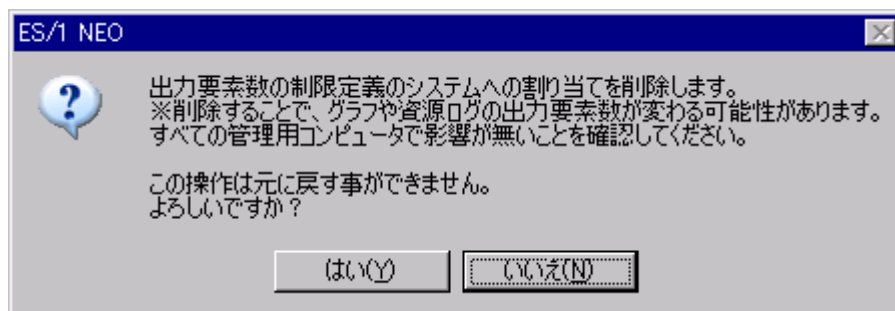 ES/1 NEO
出力要素数の制限定義のシステムへの割り当てを削除します。
※削除することで、グラフや資源ログの出力要素数が変わる可能性があります。
すべての管理用コンピュータで影響が無いことを確認してください。
この操作は元に戻す事ができません。
よろしいですか？
はい(Y)
いいえ(N)